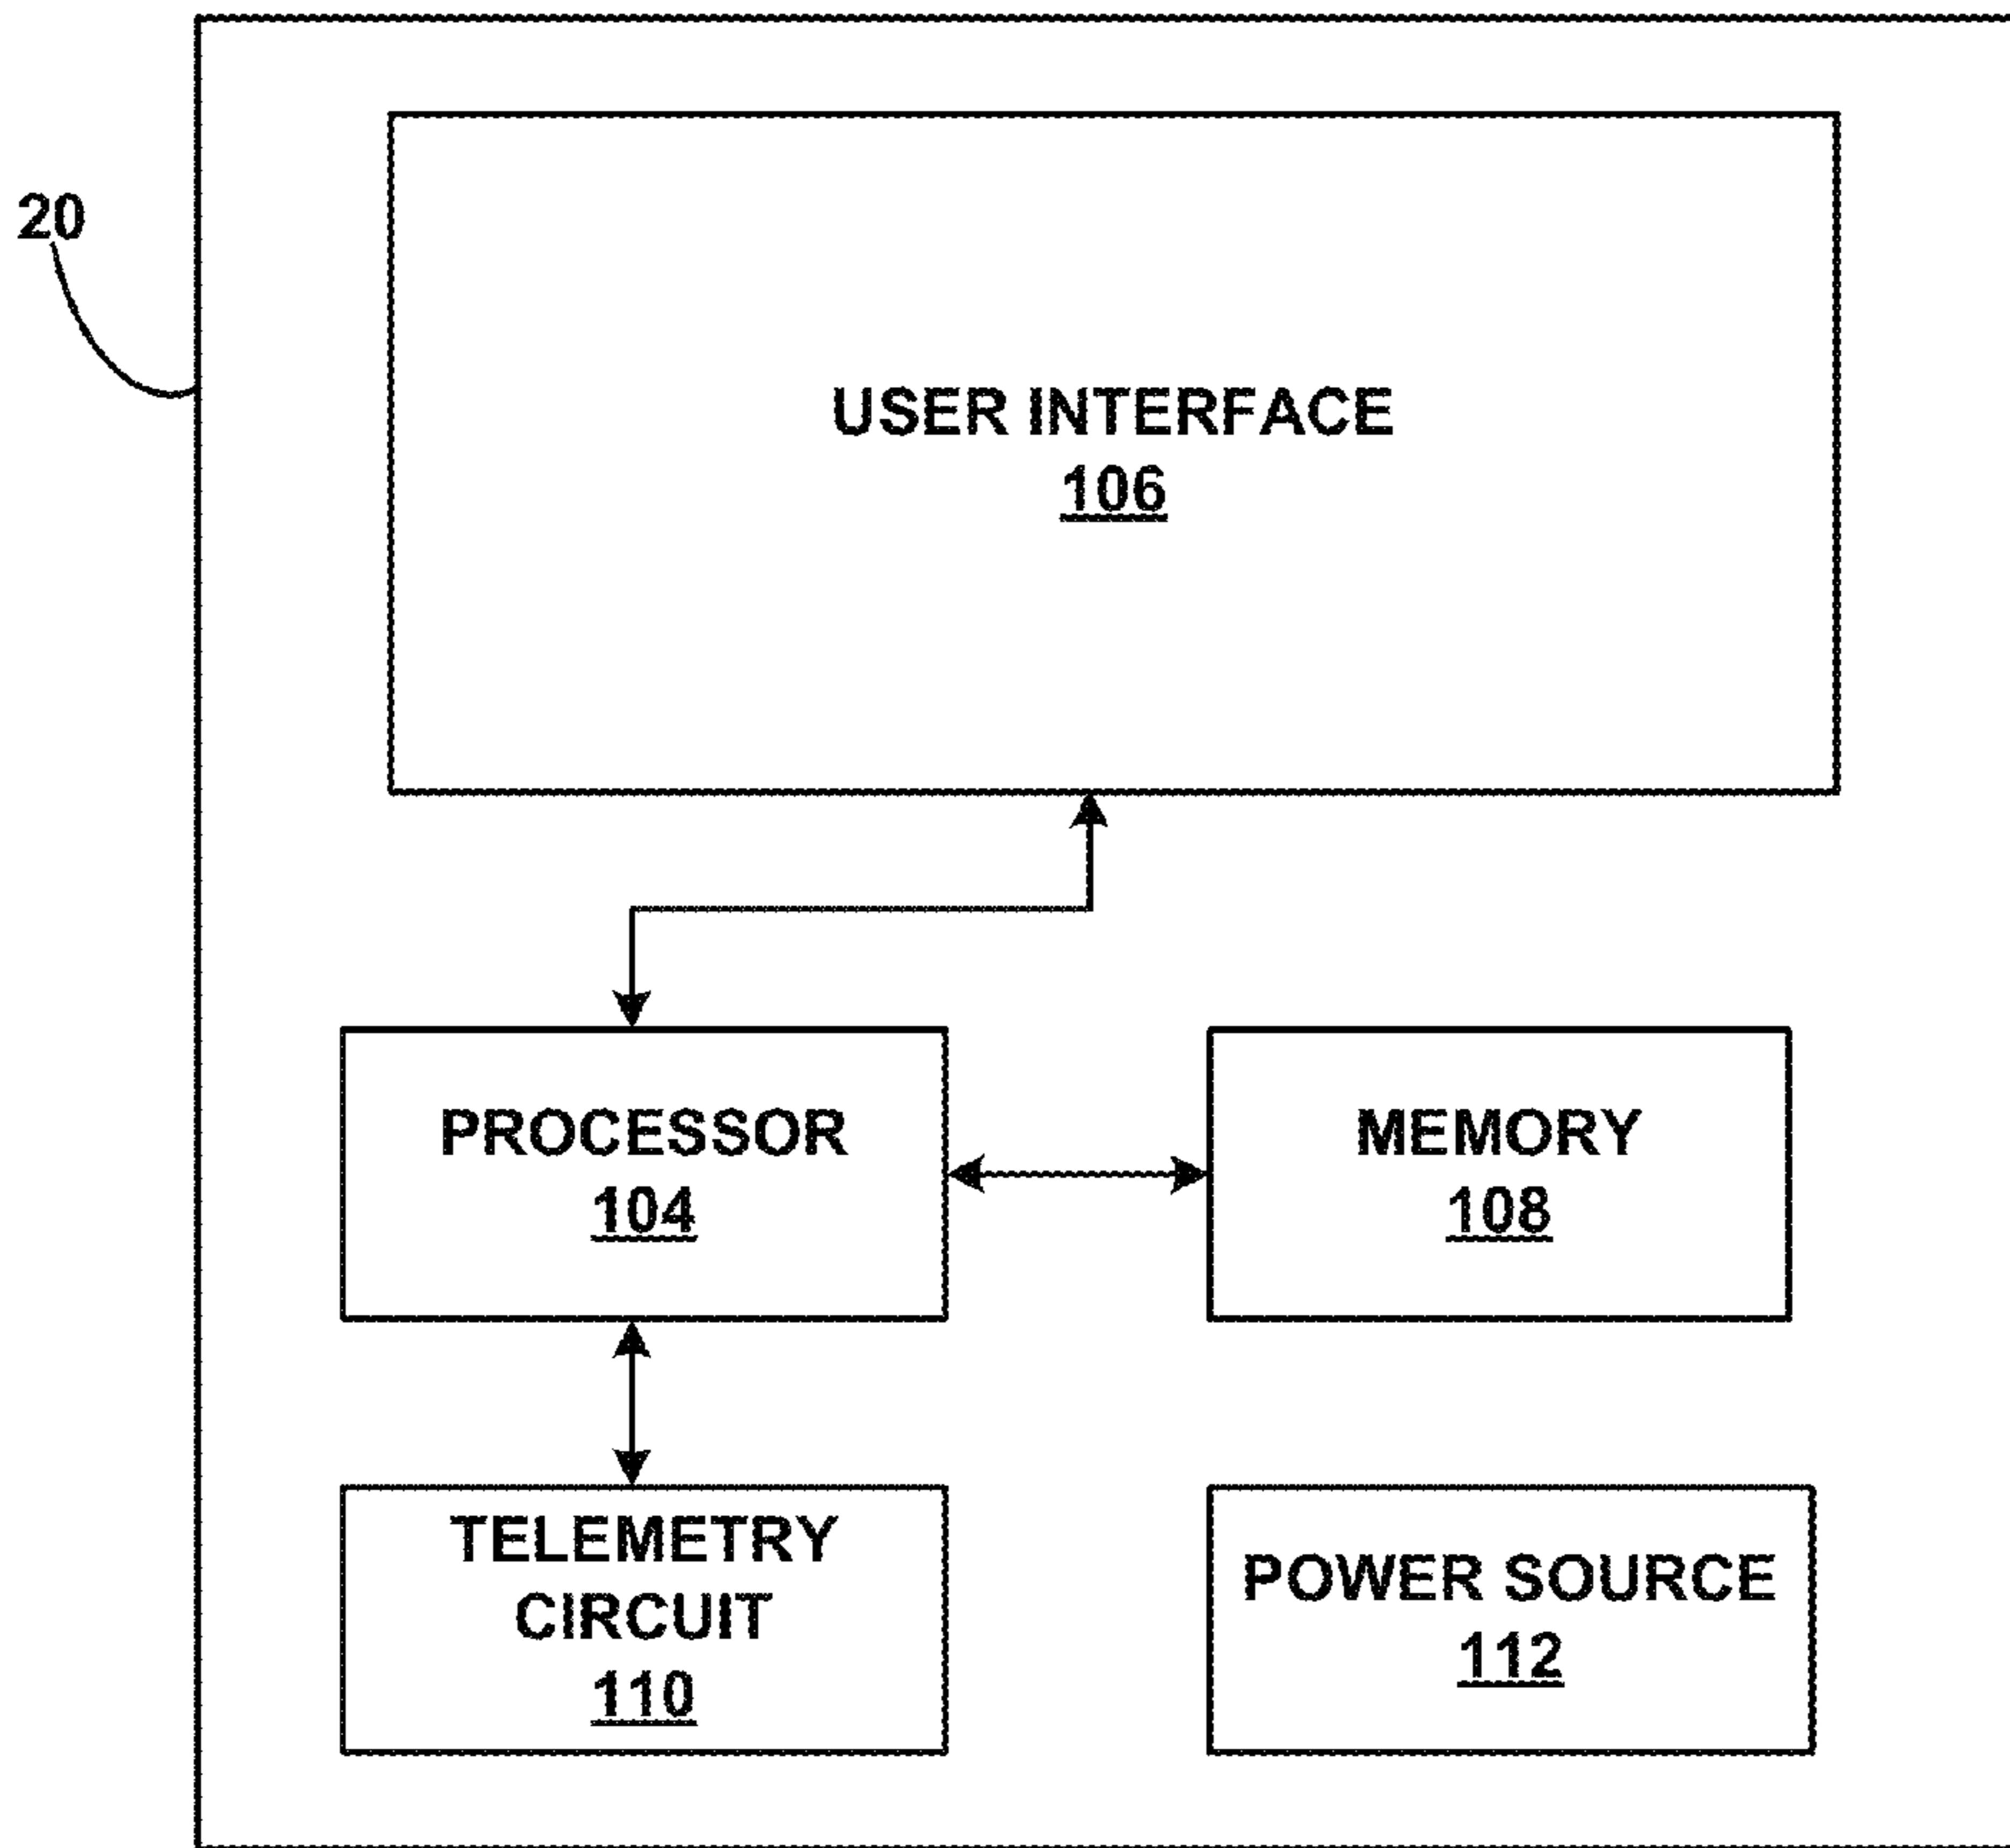 20
USER INTERFACE
106
PROCESSOR
104
MEMORY
108
TELEMETRY
CIRCUIT
110
POWER SOURCE
112